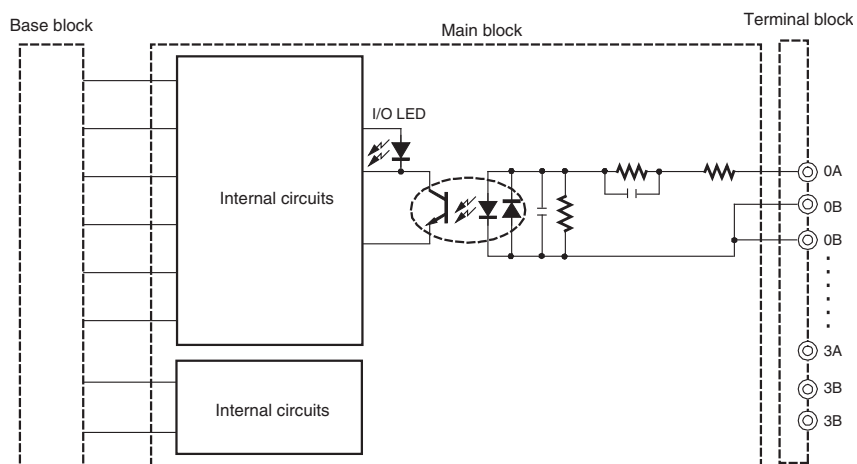 Base block
Main block
Terminal block
I/O LED
Internal circuits
0A
0B
0B
3A
3B
3B
Internal circuits